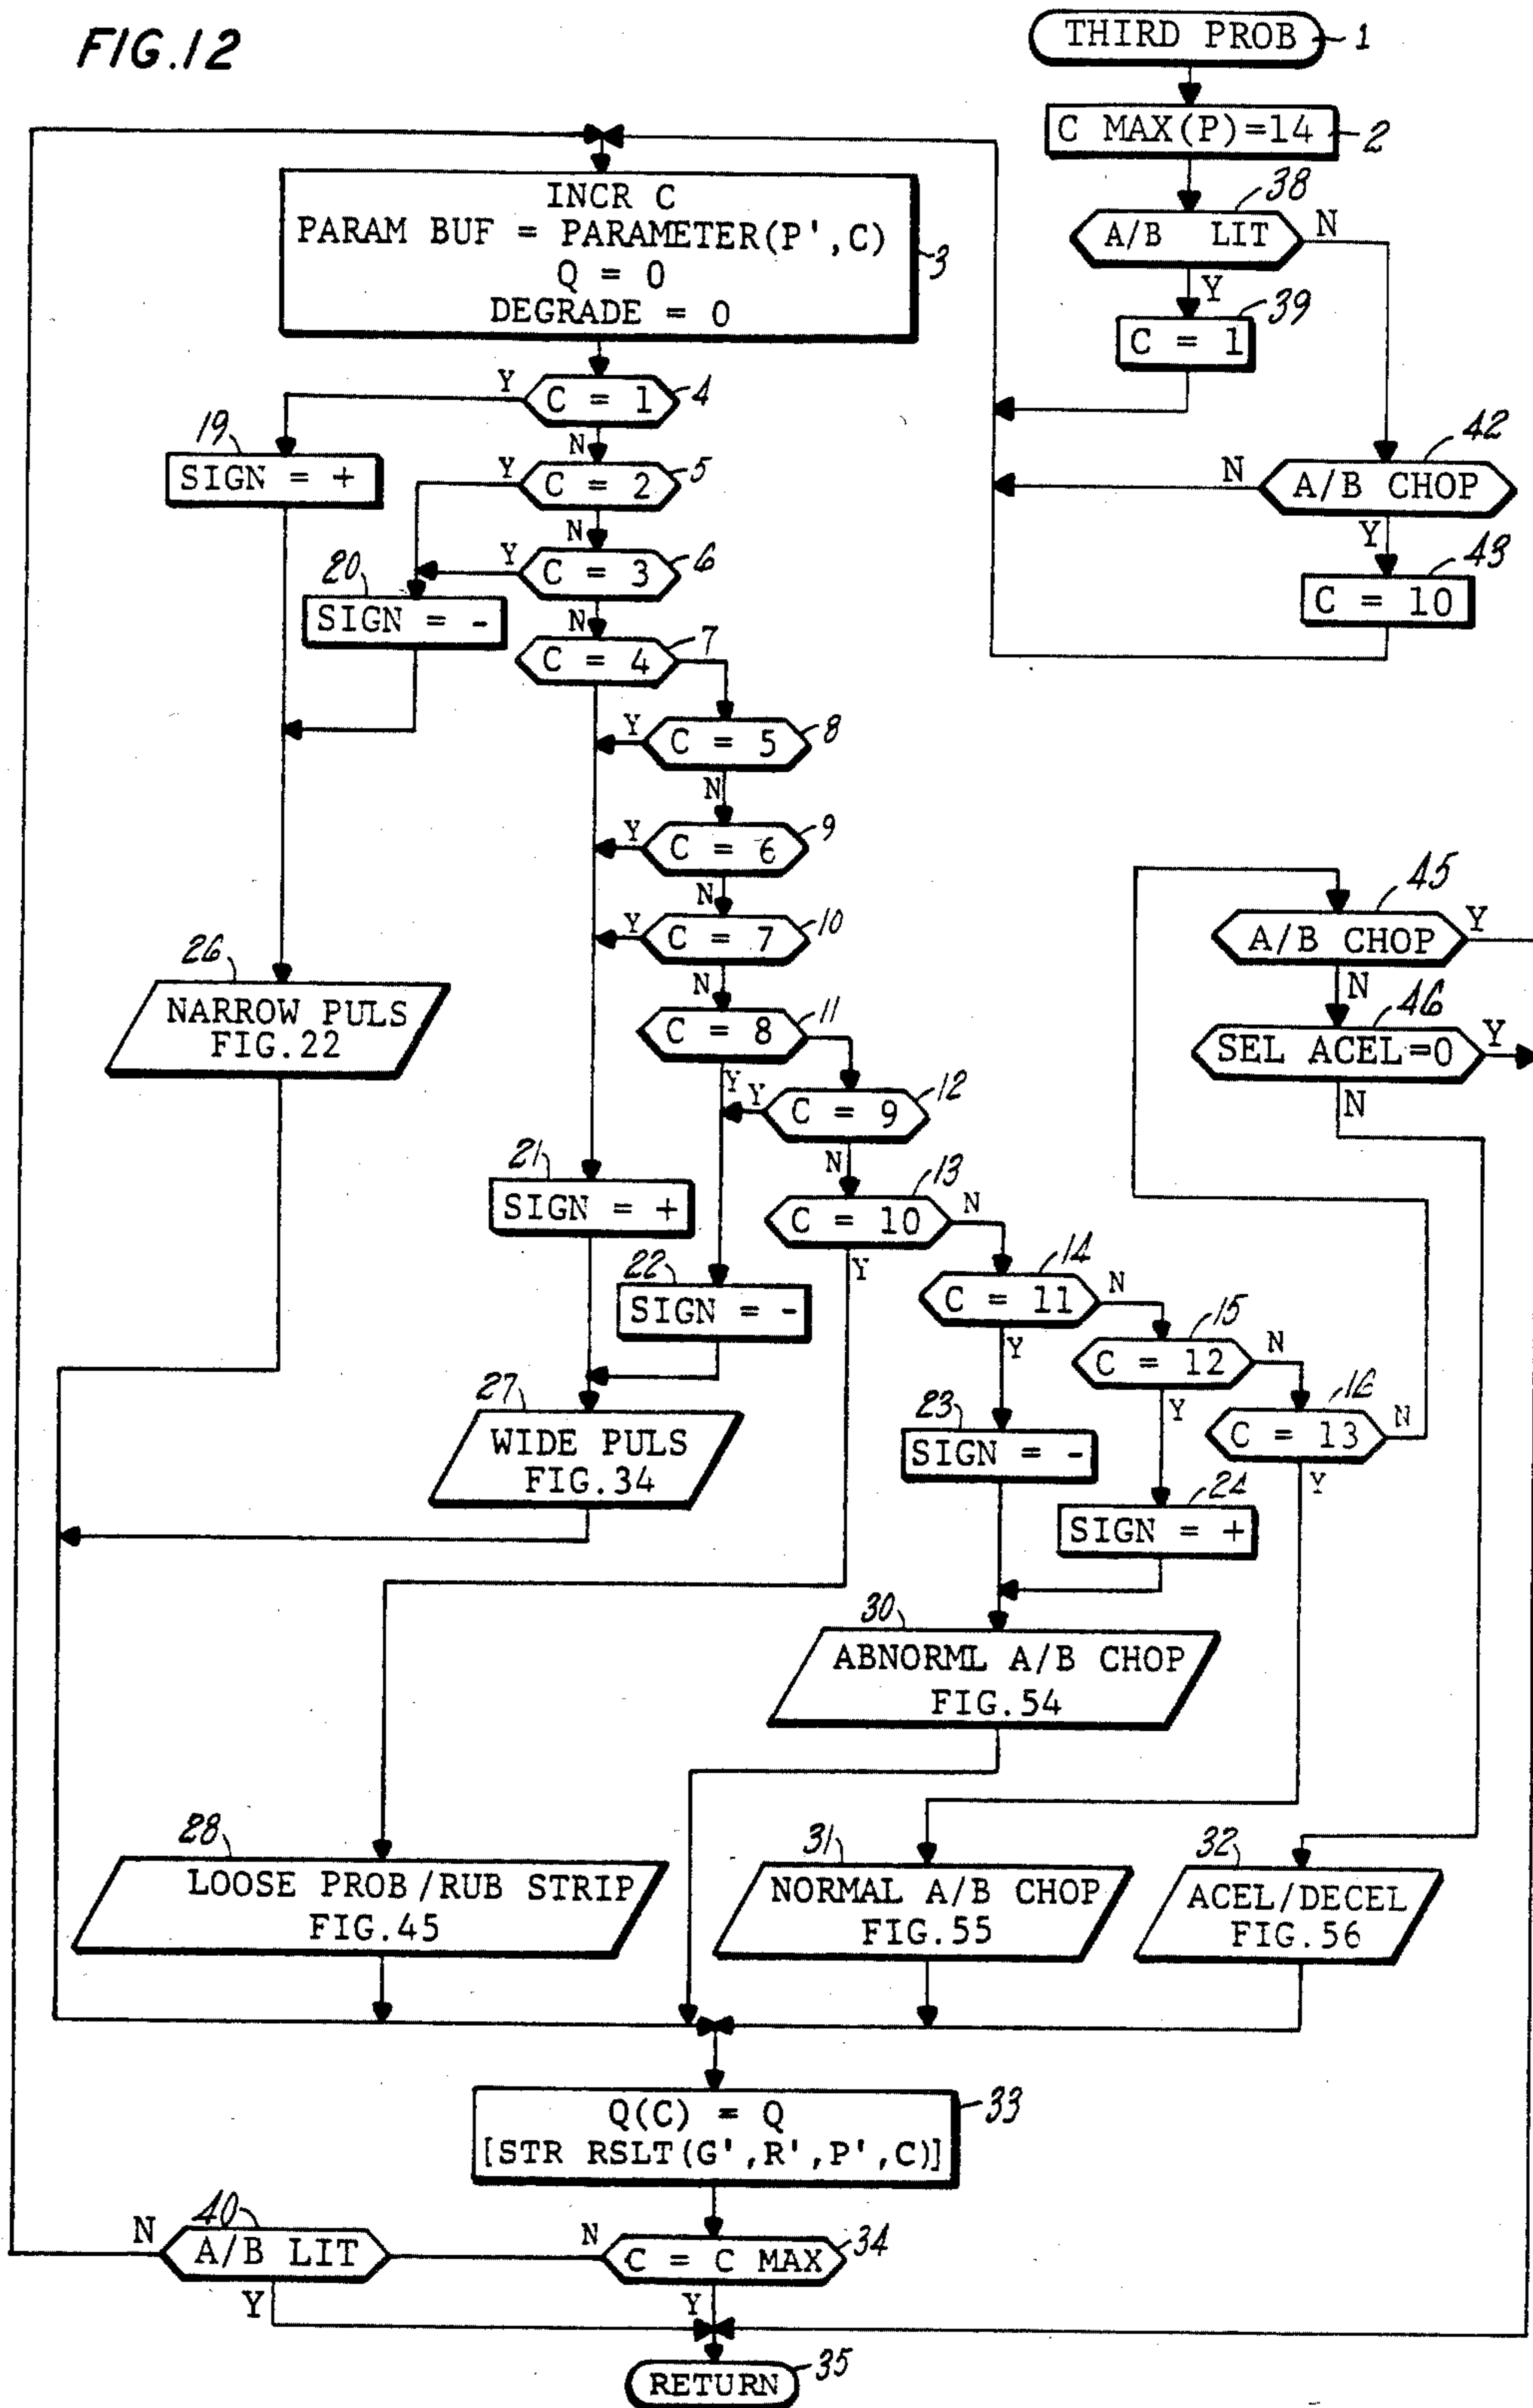 FIG.12
THIRD PROB
1
C MAX(P)=14
2
38
A/B LIT
N
Y
39
C = 1
42
A/B CHOP
N
Y
43
C = 10
INCR C
PARAM BUF = PARAMETER(P',C)
Q = 0
DEGRADE = 0
3
Y
C = 1
4
N
19
SIGN = +
Y
C = 2
5
N
Y
C = 3
6
20
SIGN = -
N
C = 4
7
Y
C = 5
8
N
Y
C = 6
9
N
Y
C = 7
10
N
26
NARROW PULS
FIG.22
C = 8
11
Y
Y
C = 9
12
N
21
SIGN = +
C = 10
13
N
Y
22
SIGN = -
C = 11
14
N
Y
C = 12
15
N
Y
C = 13
16
N
Y
45
A/B CHOP
Y
N
46
SEL ACEL=0
Y
N
27
WIDE PULS
FIG.34
23
SIGN = -
24
SIGN = +
30
ABNORML A/B CHOP
FIG.54
28
LOOSE PROB/RUB STRIP
FIG.45
31
NORMAL A/B CHOP
FIG.55
32
ACEL/DECEL
FIG.56
Q(C) = Q
[STR RSLT(G',R',P',C)]
33
N
40
A/B LIT
Y
N
C = C MAX
34
Y
RETURN
35